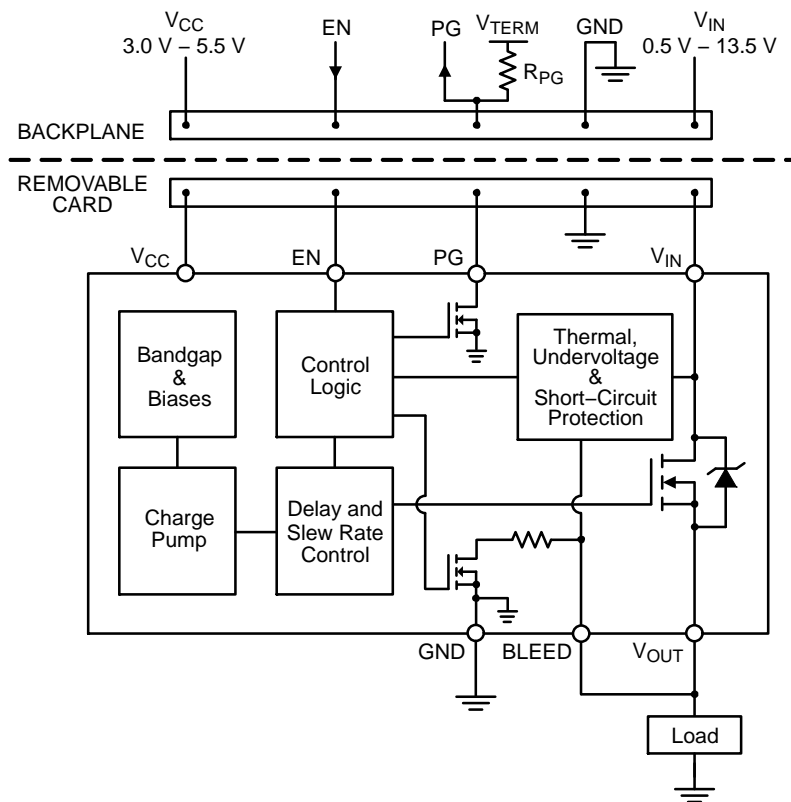 VCC
3.0 V – 5.5 V
EN
PG
VTERM
RPG
GND
VIN
0.5 V – 13.5 V
BACKPLANE
REMOVABLE
CARD
VCC
EN
PG
VIN
Bandgap
&
Biases
Control
Logic
Thermal,
Undervoltage
&
Short–Circuit
Protection
Charge
Pump
Delay and
Slew Rate
Control
GND
BLEED
VOUT
Load